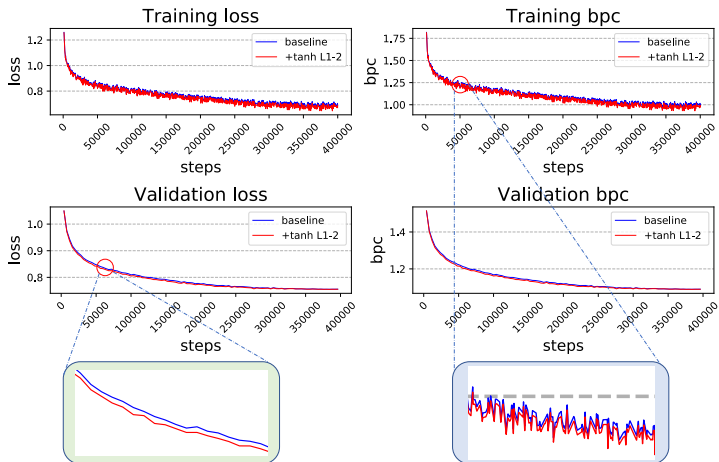 Training loss
loss
1.2
1.0
0.8
baseline
+tanh L1-2
0 50000 100000 150000 200000 250000 300000 350000 400000
steps
Training bpc
bpc
1.75
1.50
1.25
1.00
baseline
+tanh L1-2
0 50000 100000 150000 200000 250000 300000 350000 400000
steps
Validation loss
loss
1.0
0.9
0.8
baseline
+tanh L1-2
0 50000 100000 150000 200000 250000 300000 350000 400000
steps
Validation bpc
bpc
1.4
1.2
baseline
+tanh L1-2
0 50000 100000 150000 200000 250000 300000 350000 400000
steps